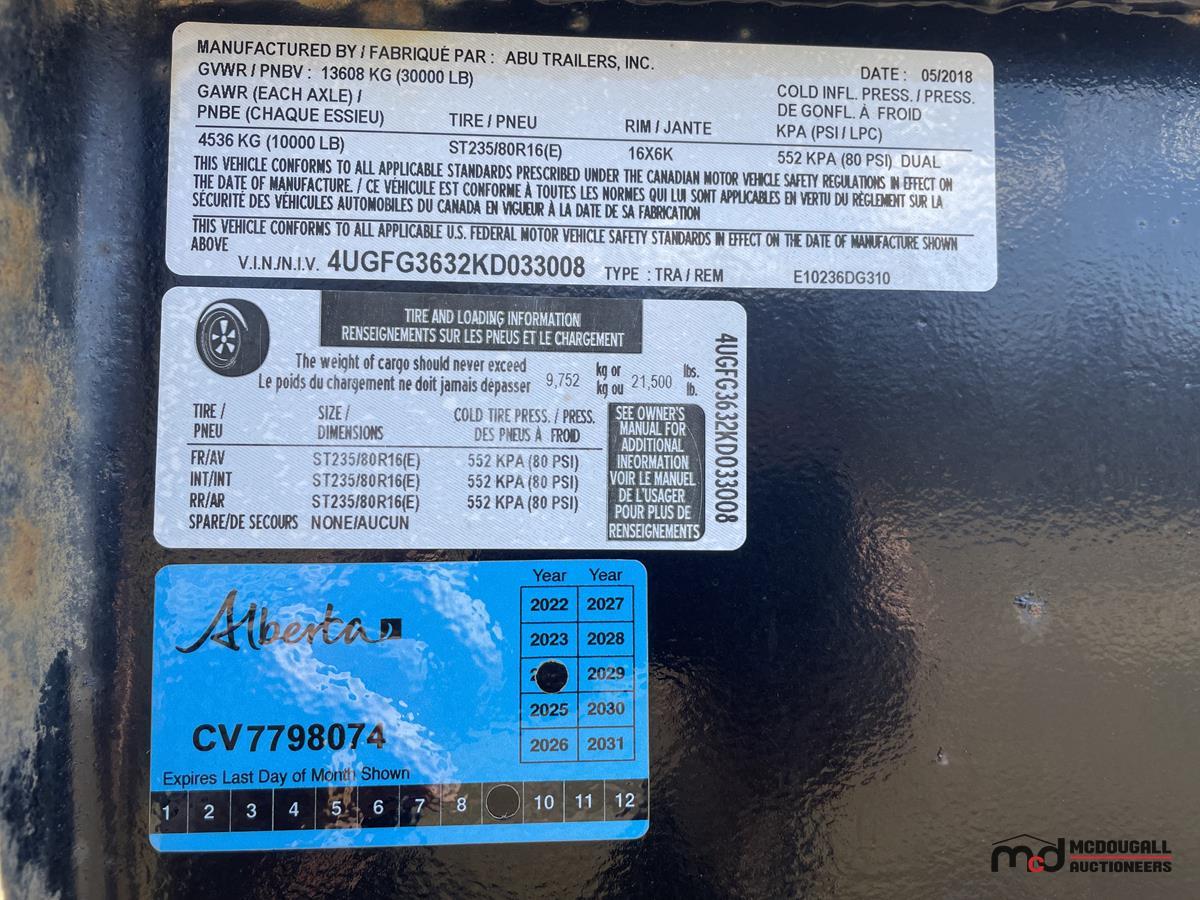 MANUFACTURED BY / FABRIQUÉ PAR : ABU TRAILERS, INC.
GVWR / PNBV : 13608 KG (30000 LB)
DATE : 05/2018
GAWR (EACH AXLE) /
PNBE (CHAQUE ESSIEU)
TIRE / PNEU
RIM / JANTE
COLD INFL. PRESS. / PRESS.
DE GONFL. À FROID
KPA (PSI / LPC)
4536 KG (10000 LB)
ST235/80R16(E)
16X6K
552 KPA (80 PSI) DUAL
THIS VEHICLE CONFORMS TO ALL APPLICABLE STANDARDS PRESCRIBED UNDER THE CANADIAN MOTOR VEHICLE SAFETY REGULATIONS IN EFFECT ON
THE DATE OF MANUFACTURE. / CE VÉHICULE EST CONFORME À TOUTES LES NORMES QUI LUI SONT APPLICABLES EN VERTU DU RÈGLEMENT SUR LA
SÉCURITÉ DES VÉHICULES AUTOMOBILES DU CANADA EN VIGUEUR À LA DATE DE SA FABRICATION
THIS VEHICLE CONFORMS TO ALL APPLICABLE U.S. FEDERAL MOTOR VEHICLE SAFETY STANDARDS IN EFFECT ON THE DATE OF MANUFACTURE SHOWN
ABOVE
V.I.N./N.I.V. 4UGFG3632KD033008 TYPE : TRA / REM E10236DG310
TIRE AND LOADING INFORMATION
RENSEIGNEMENTS SUR LES PNEUS ET LE CHARGEMENT
The weight of cargo should never exceed
Le poids du chargement ne doit jamais dépasser
9,752
kg or
kg ou
21,500
lbs.
lb.
TIRE /
PNEU
SIZE /
DIMENSIONS
COLD TIRE PRESS. / PRESS.
DES PNEUS À FROID
FR/AV ST235/80R16(E) 552 KPA (80 PSI)
INT/INT ST235/80R16(E) 552 KPA (80 PSI)
RR/AR ST235/80R16(E) 552 KPA (80 PSI)
SPARE/DE SECOURS NONE/AUCUN
SEE OWNER'S
MANUAL FOR
ADDITIONAL
INFORMATION
VOIR LE MANUEL
DE L'USAGER
POUR PLUS DE
RENSEIGNEMENTS
4UGFG3632KD033008
Alberta
Year Year
2022 2027
2023 2028
2029
2025 2030
2026 2031
CV7798074
Expires Last Day of Month Shown
1 2 3 4 5 6 7 8 10 11 12
mcd MCDOUGALL
AUCTIONEERS